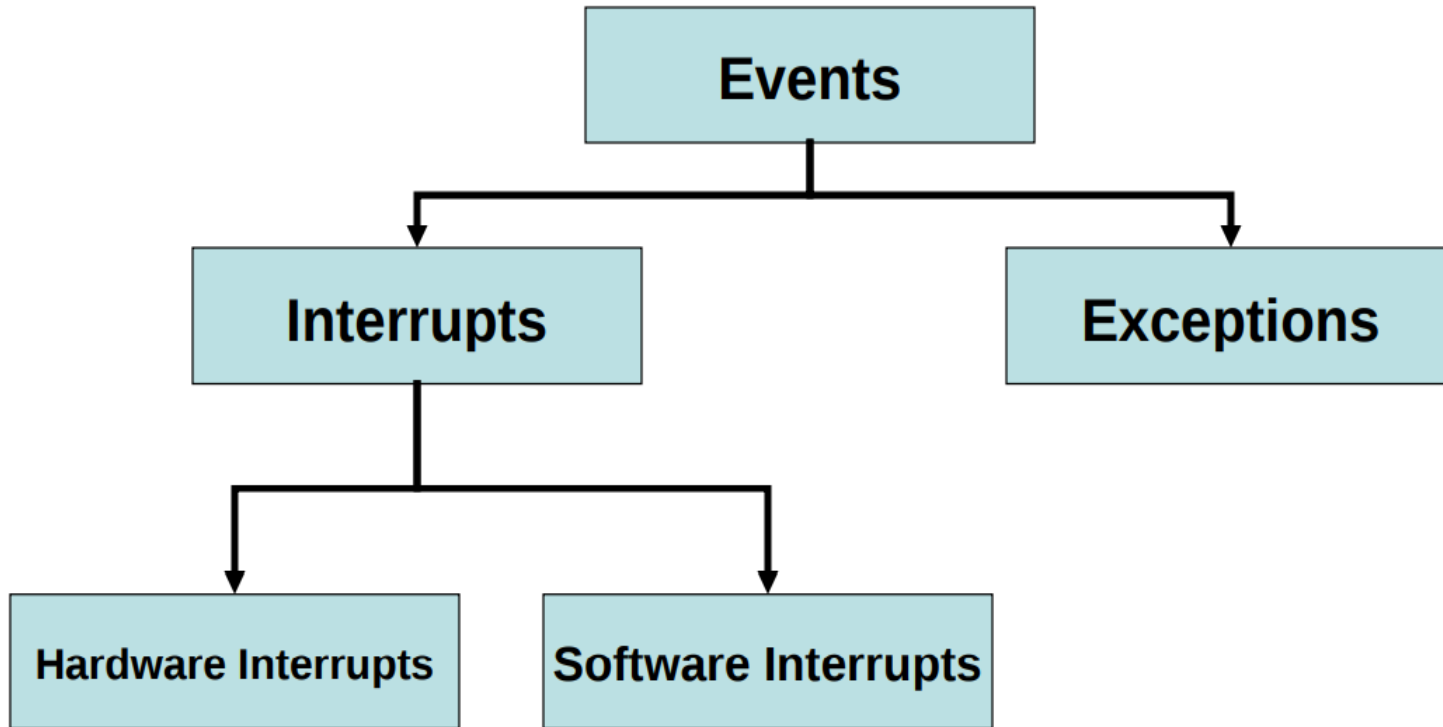 Events
Interrupts
Exceptions
Hardware Interrupts
Software Interrupts